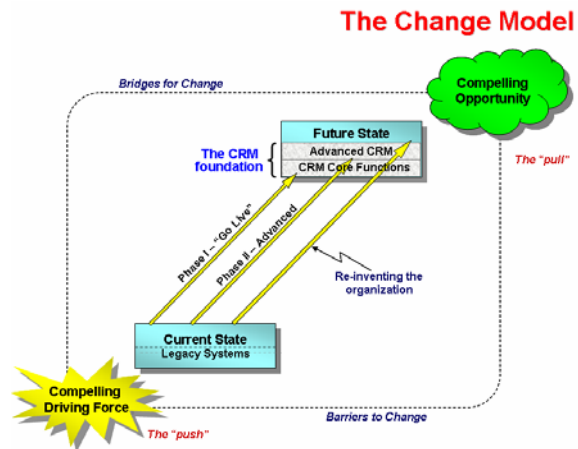 The Change Model
Bridges for Change
Compelling
Opportunity
The "pull"
Future State
Advanced CRM
CRM Core Functions
The CRM
foundation
Phase I – "Go Live"
Phase II – Advanced
Re-inventing the
organization
Current State
Legacy Systems
Compelling
Driving Force
The "push"
Barriers to Change